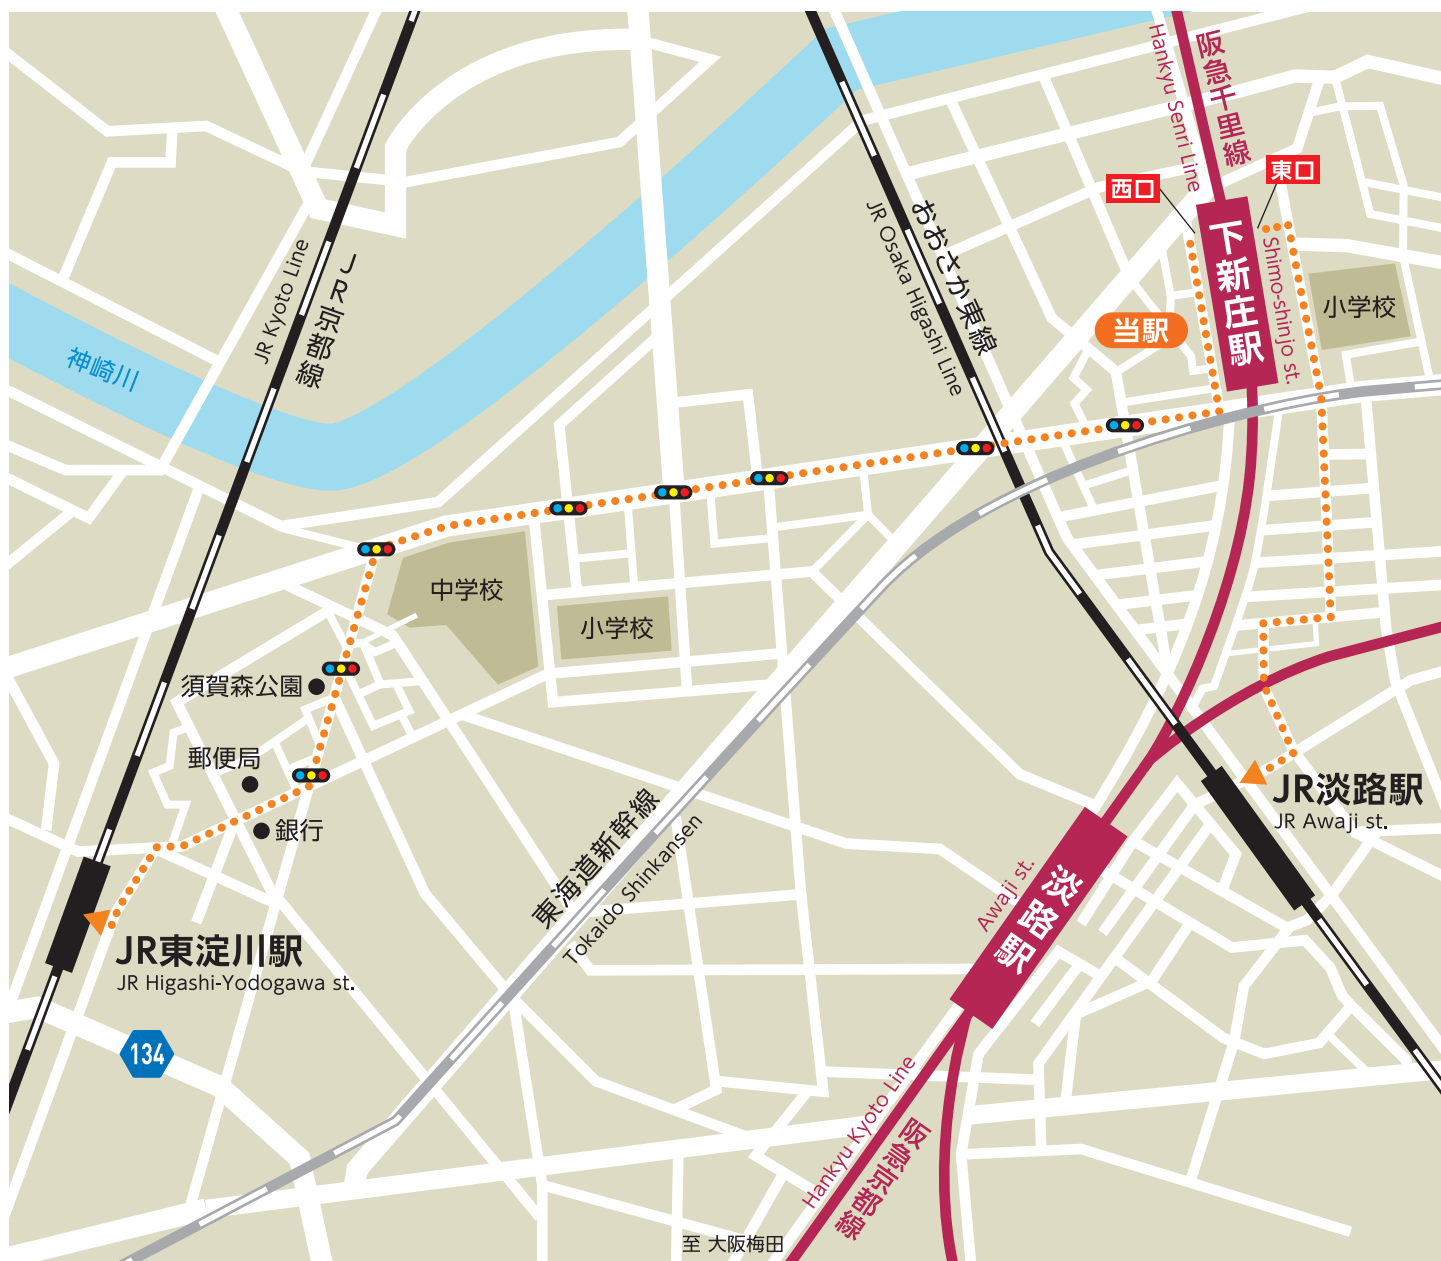 阪急千里線
Hankyu Senri Line
西口
東口
下新庄駅
Shimo-shinjo st.
小学校
当駅
おおさか東線
JR Osaka Higashi Line
JR京都線
JR Kyoto Line
神崎川
中学校
小学校
須賀森公園
郵便局
銀行
東海道新幹線
Tokaido Shinkansen
JR淡路駅
JR Awaji st.
淡路駅
Awaji st.
JR東淀川駅
JR Higashi-Yodogawa st.
134
Hankyu Kyoto Line
阪急京都線
至 大阪梅田